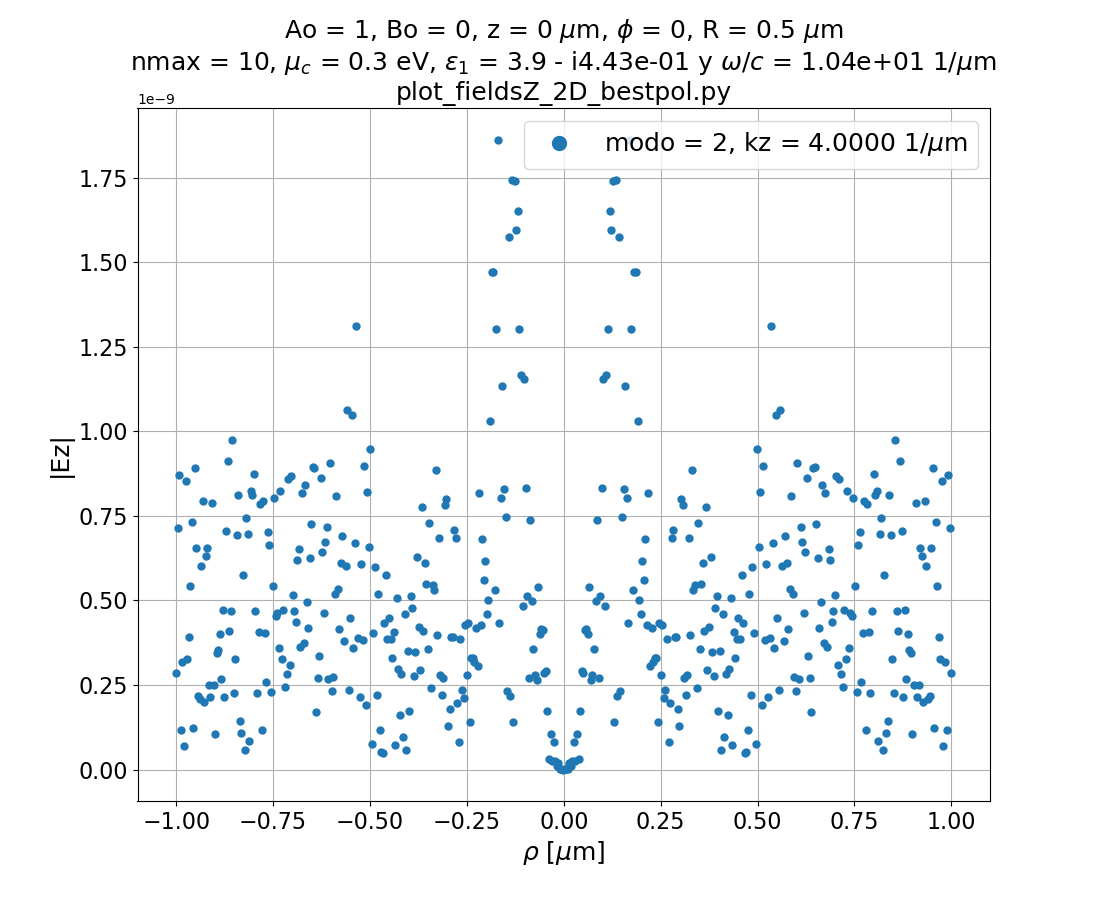 Ao = 1, Bo = 0, z = 0 μm, ϕ = 0, R = 0.5 μm
nmax = 10, μc = 0.3 eV, ε1 = 3.9 - i4.43e-01 y ω/c = 1.04e+01 1/μm
plot_fieldsZ_2D_bestpol.py
1e−9
modo = 2, kz = 4.0000 1/μm
1.75
1.50
1.25
1.00
0.75
0.50
0.25
0.00
|Ez|
−1.00 −0.75 −0.50 −0.25 0.00 0.25 0.50 0.75 1.00
ρ [μm]